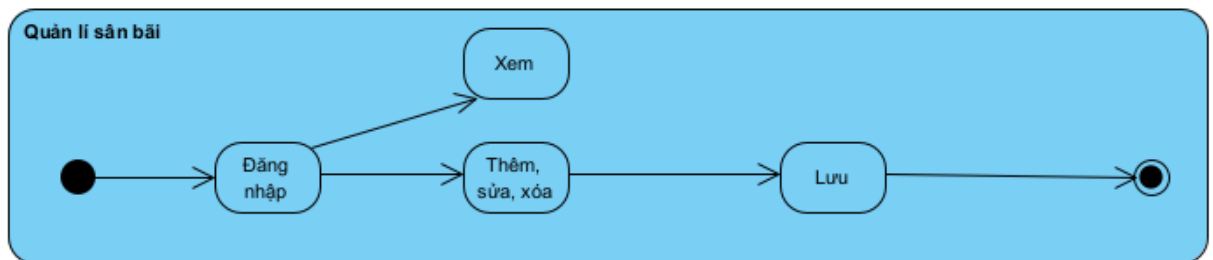 Quản lí sân bãi
Xem
Đăng
nhập
Thêm,
sửa, xóa
Lưu